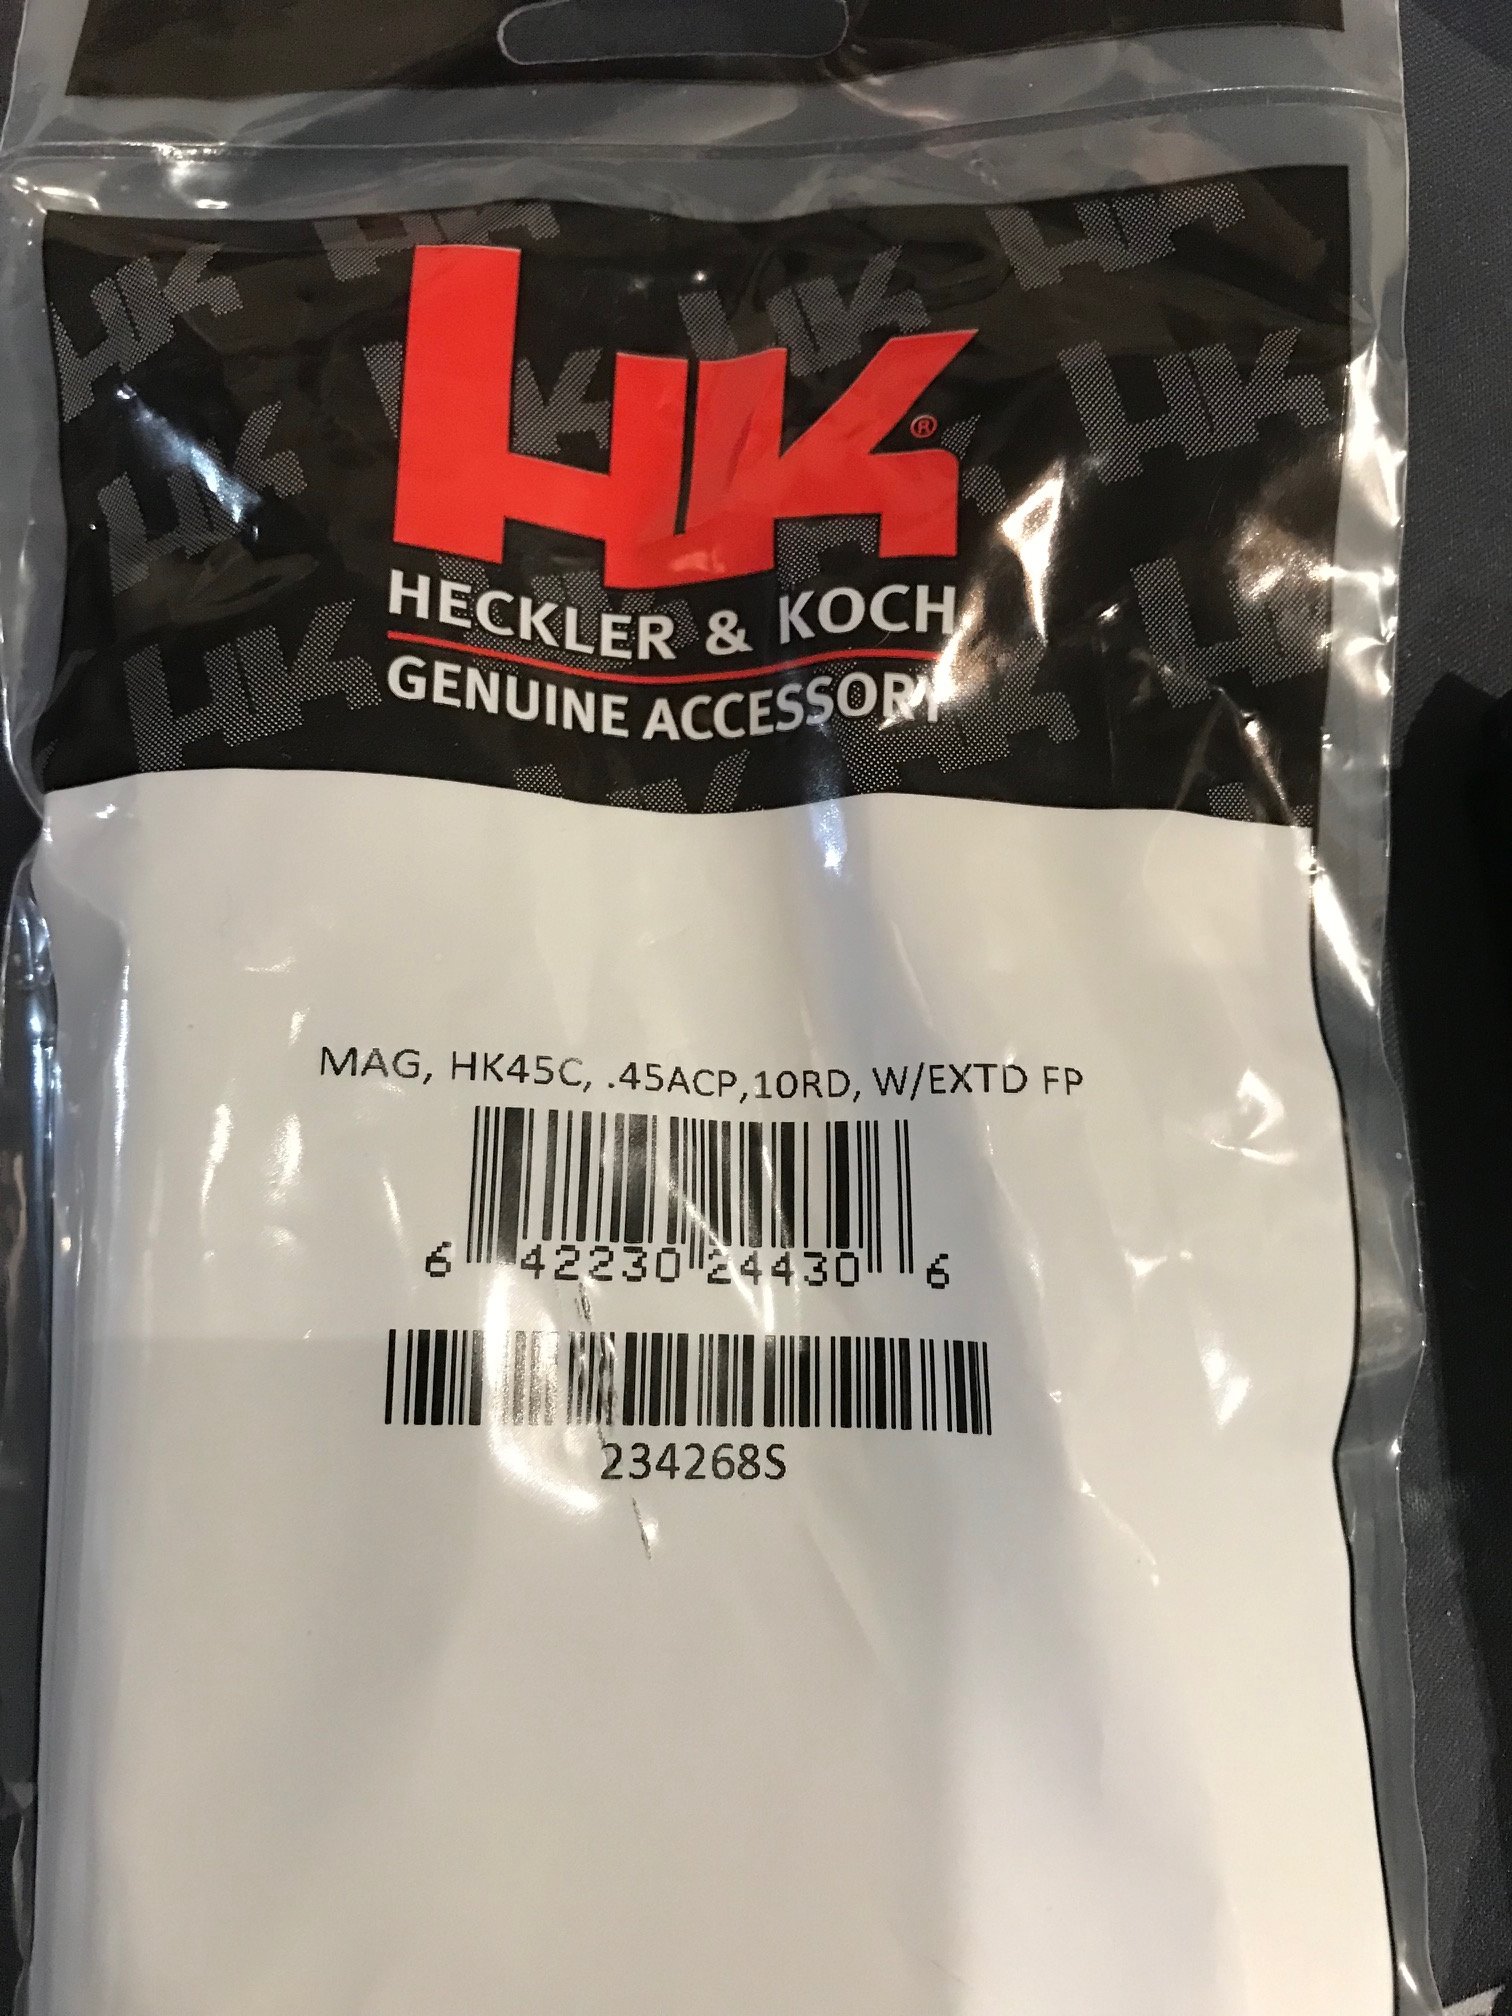 HK®
HECKLER & KOCH
GENUINE ACCESSORY
MAG, HK45C, .45ACP,10RD, W/EXTD FP
6 42230 24430 6
234268S